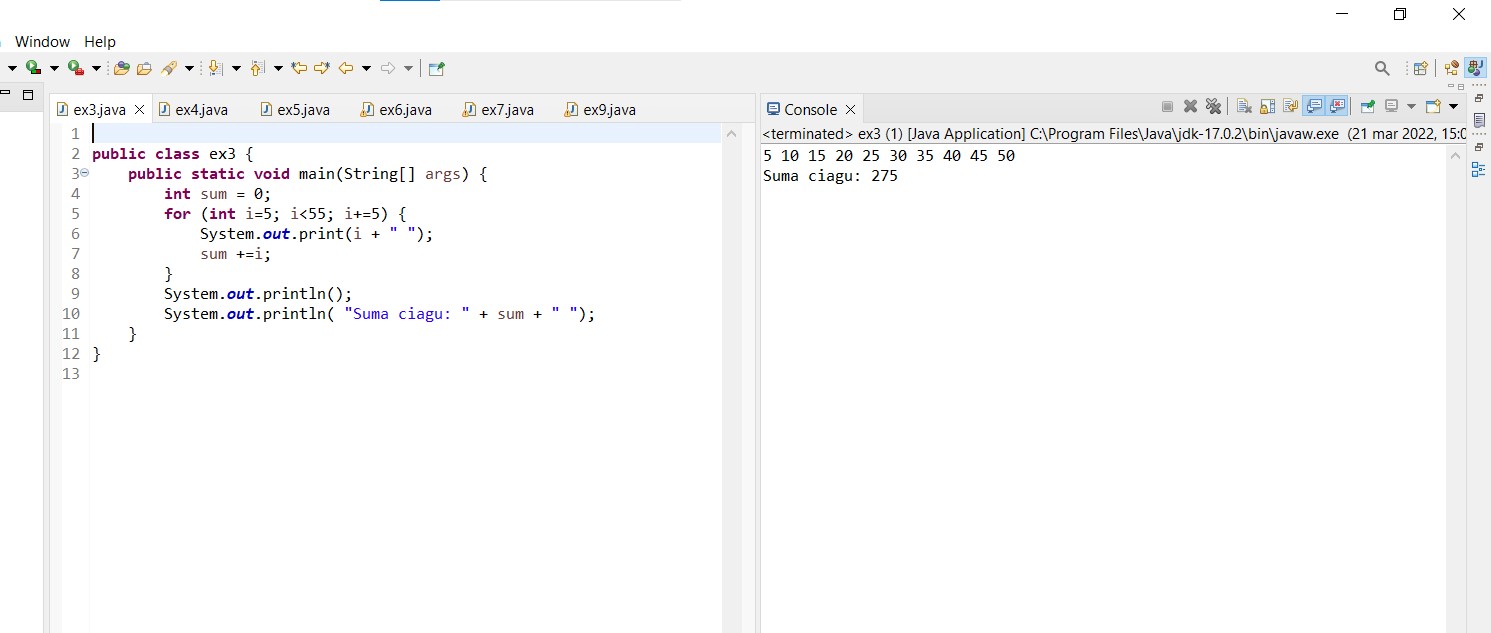 Window Help
ex3.java ex4.java ex5.java ex6.java ex7.java ex9.java
1
2 public class ex3 {
3 public static void main(String[] args) {
4 int sum = 0;
5 for (int i=5; i<55; i+=5) {
6 System.out.print(i + " ");
7 sum +=i;
8 }
9 System.out.println();
10 System.out.println( "Suma ciagu: " + sum + " ");
11 }
12 }
13
Console
<terminated> ex3 (1) [Java Application] C:\Program Files\Java\jdk-17.0.2\bin\javaw.exe (21 mar 2022, 15:0
5 10 15 20 25 30 35 40 45 50
Suma ciagu: 275